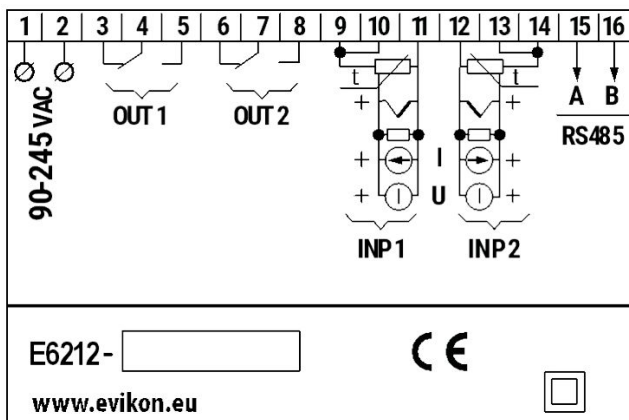 1 2 3 4 5 6 7 8 9 10 11 12 13 14 15 16
90-245 VAC
OUT 1 OUT 2
t t
+ +
A B
RS485
+ I +
+ U +
INP 1 INP 2
E6212- CE
www.evikon.eu